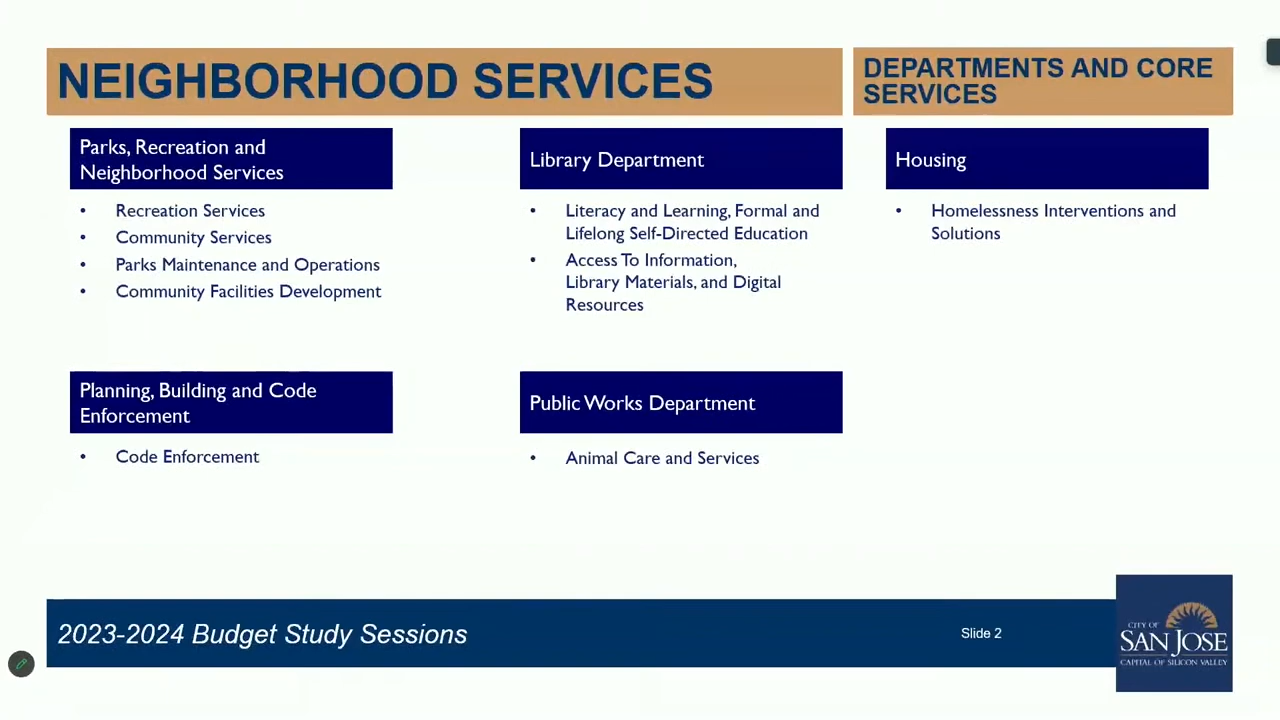 NEIGHBORHOOD SERVICES
DEPARTMENTS AND CORE
SERVICES
Parks, Recreation and
Neighborhood Services
• Recreation Services
• Community Services
• Parks Maintenance and Operations
• Community Facilities Development
Library Department
• Literacy and Learning, Formal and
Lifelong Self-Directed Education
• Access To Information,
Library Materials, and Digital
Resources
Housing
• Homelessness Interventions and
Solutions
Planning, Building and Code
Enforcement
• Code Enforcement
Public Works Department
• Animal Care and Services
2023-2024 Budget Study Sessions
Slide 2
CITY OF
SAN JOSE
CAPITAL OF SILICON VALLEY